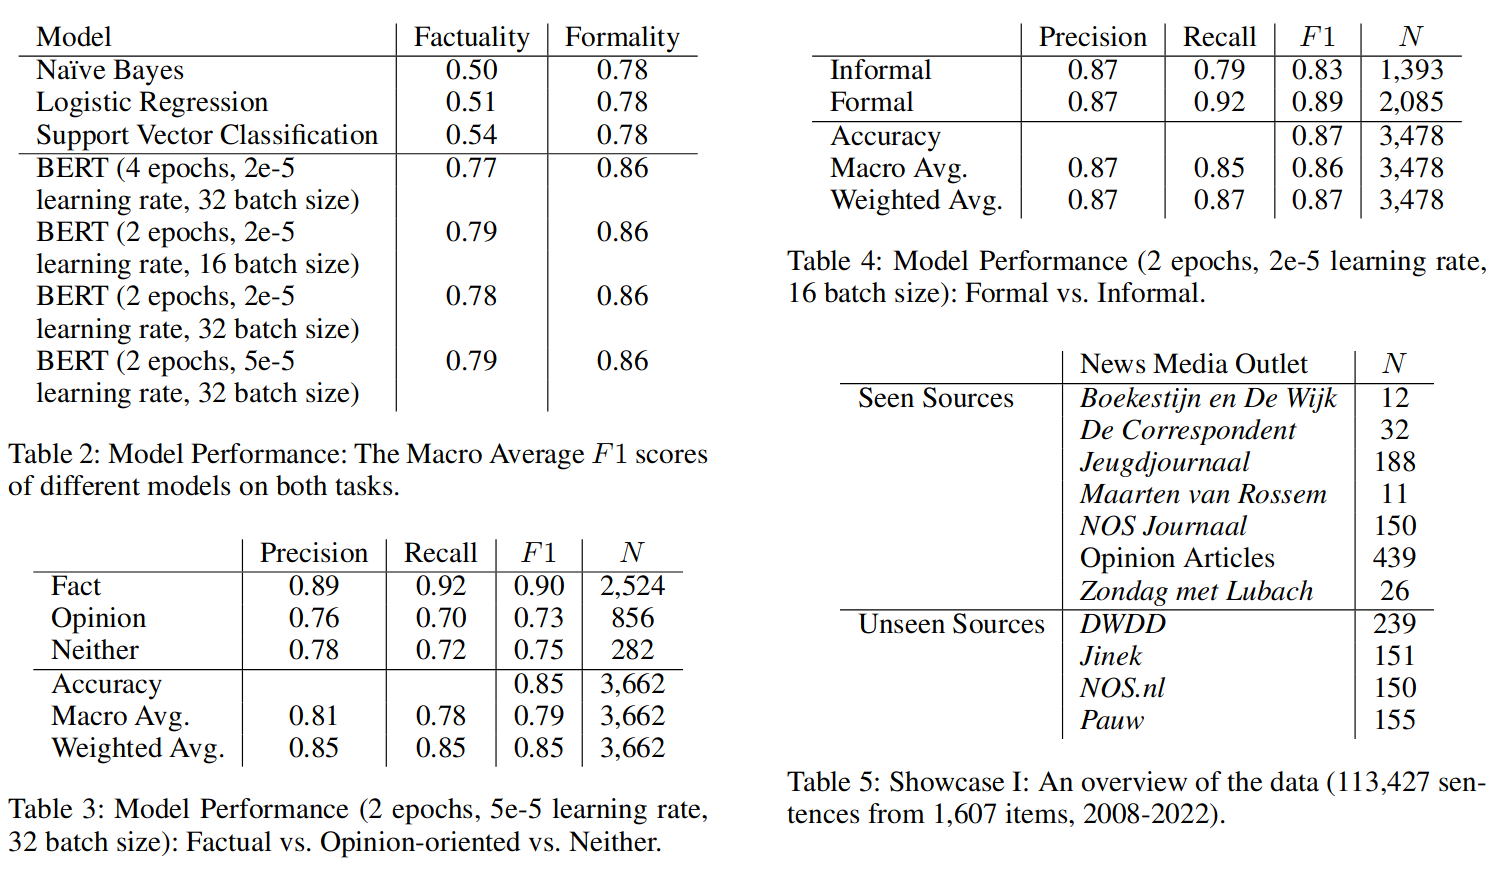 Model Factuality Formality
Naïve Bayes 0.50 0.78
Logistic Regression 0.51 0.78
Support Vector Classification 0.54 0.78
BERT (4 epochs, 2e-5 0.77 0.86
learning rate, 32 batch size)
BERT (2 epochs, 2e-5 0.79 0.86
learning rate, 16 batch size)
BERT (2 epochs, 2e-5 0.78 0.86
learning rate, 32 batch size)
BERT (2 epochs, 5e-5 0.79 0.86
learning rate, 32 batch size)
Table 2: Model Performance: The Macro Average F1 scores
of different models on both tasks.
Precision Recall F1 N
Fact 0.89 0.92 0.90 2,524
Opinion 0.76 0.70 0.73 856
Neither 0.78 0.72 0.75 282
Accuracy 0.85 3,662
Macro Avg. 0.81 0.78 0.79 3,662
Weighted Avg. 0.85 0.85 0.85 3,662
Table 3: Model Performance (2 epochs, 5e-5 learning rate,
32 batch size): Factual vs. Opinion-oriented vs. Neither.
Precision Recall F1 N
Informal 0.87 0.79 0.83 1,393
Formal 0.87 0.92 0.89 2,085
Accuracy 0.87 3,478
Macro Avg. 0.87 0.85 0.86 3,478
Weighted Avg. 0.87 0.87 0.87 3,478
Table 4: Model Performance (2 epochs, 2e-5 learning rate,
16 batch size): Formal vs. Informal.
News Media Outlet N
Seen Sources Boekestijn en De Wijk 12
De Correspondent 32
Jeugdjournaal 188
Maarten van Rossem 11
NOS Journaal 150
Opinion Articles 439
Zondag met Lubach 26
Unseen Sources DWDD 239
Jinek 151
NOS.nl 150
Pauw 155
Table 5: Showcase I: An overview of the data (113,427 sen-
tences from 1,607 items, 2008-2022).